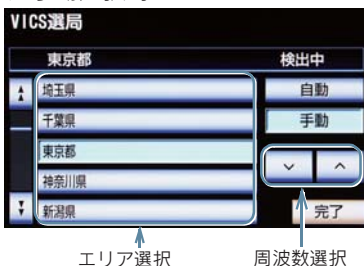 VICS選局
東京都 検出中
埼玉県 自動
千葉県 手動
東京都
神奈川県
新潟県 完了
エリア選択 周波数選択